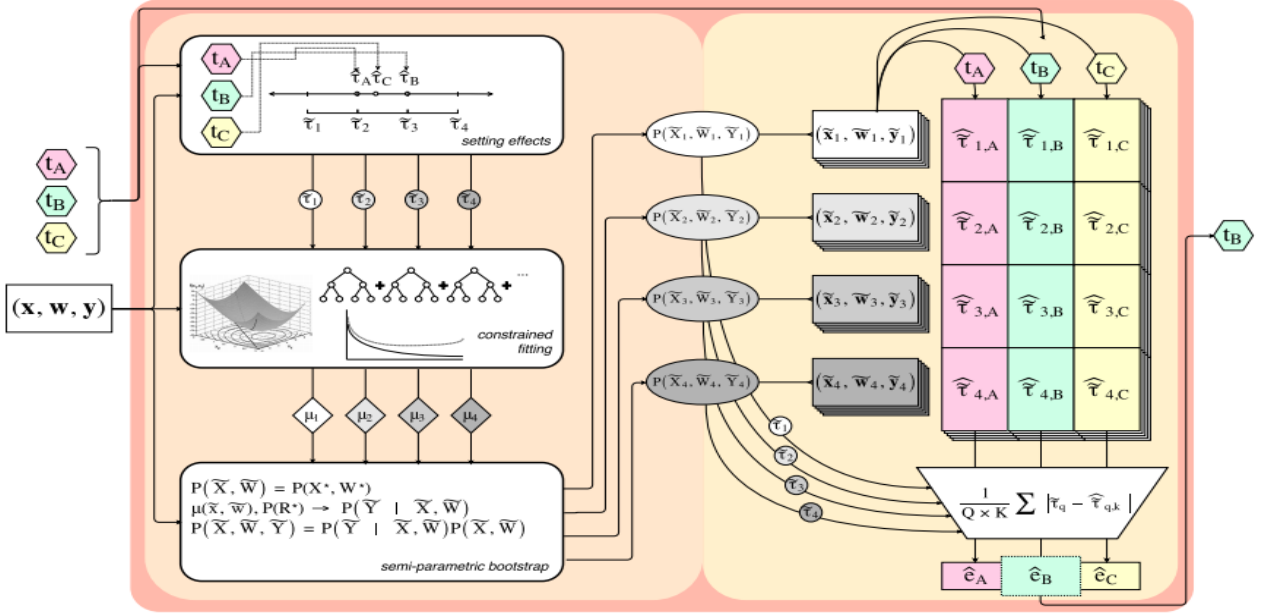 t_A
t_B
t_C
(x, w, y)
t_A
t_B
t_C
τ̂_A τ̂_C τ̂_B
τ̃_1 τ̃_2 τ̃_3 τ̃_4
setting effects
τ̃_1 τ̃_2 τ̃_3 τ̃_4
+ + + ...
constrained
fitting
μ_1 μ_2 μ_3 μ_4
P(X̃, W̃) = P(X*, W*)
μ(x̃, w̃), P(R*) → P(Ỹ | X̃, W̃)
P(X̃, W̃, Y) = P(Ỹ | X̃, W̃)P(X̃, W̃)
semi-parametric bootstrap
P(X̃_1, W̃_1, Ỹ_1)
P(X̃_2, W̃_2, Ỹ_2)
P(X̃_3, W̃_3, Ỹ_3)
P(X̃_4, W̃_4, Ỹ_4)
(x̃_1, w̃_1, ỹ_1)
(x̃_2, w̃_2, ỹ_2)
(x̃_3, w̃_3, ỹ_3)
(x̃_4, w̃_4, ỹ_4)
t_A t_B t_C
τ̃̂_1,A τ̃̂_1,B τ̃̂_1,C
τ̃̂_2,A τ̃̂_2,B τ̃̂_2,C
τ̃̂_3,A τ̃̂_3,B τ̃̂_3,C
τ̃̂_4,A τ̃̂_4,B τ̃̂_4,C
τ̃_1
τ̃_2
τ̃_3
τ̃_4
1/(Q × K) ∑ |τ̃_q − τ̃̂_q,k|
ê_A ê_B ê_C
t_B